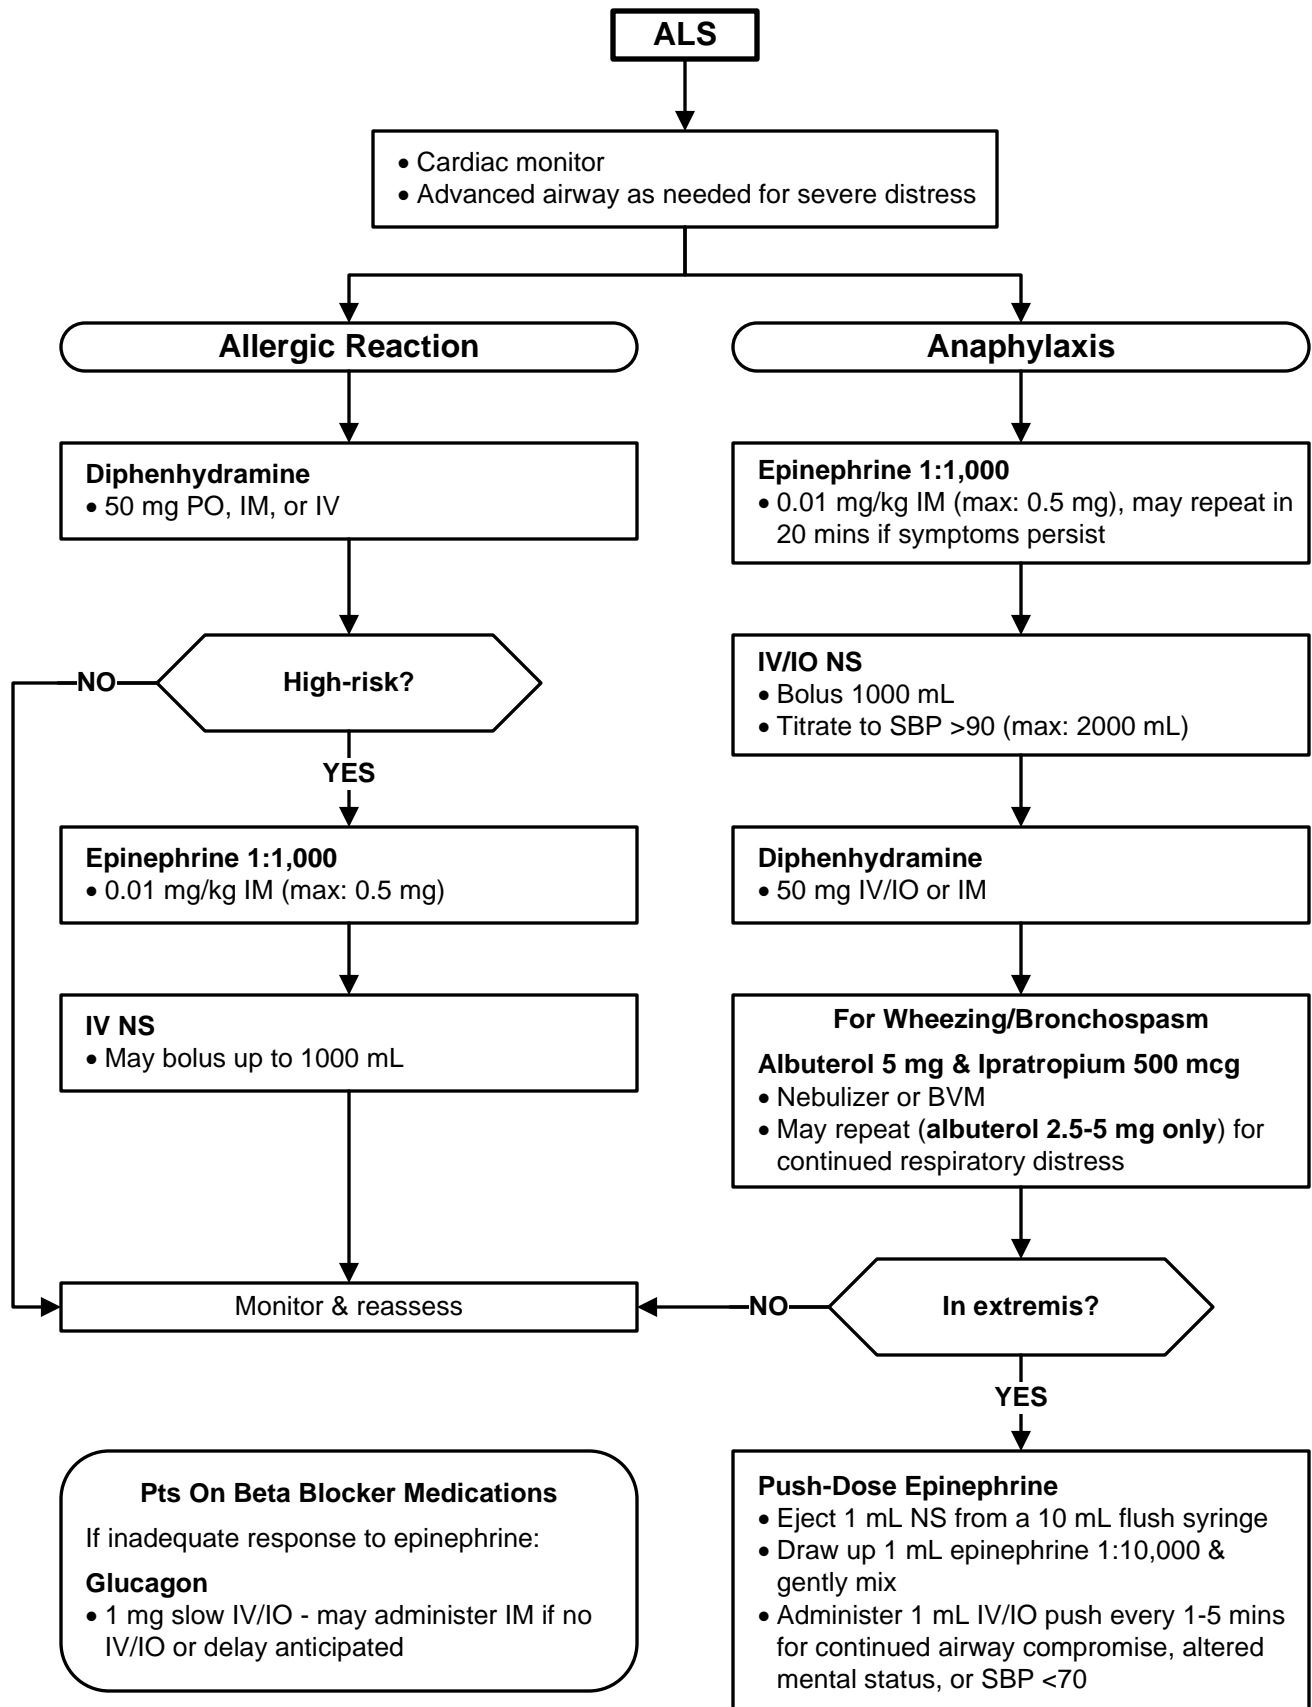 ALS
• Cardiac monitor
• Advanced airway as needed for severe distress
Allergic Reaction
Diphenhydramine
• 50 mg PO, IM, or IV
High-risk?
NO
YES
Epinephrine 1:1,000
• 0.01 mg/kg IM (max: 0.5 mg)
IV NS
• May bolus up to 1000 mL
Monitor & reassess
Anaphylaxis
Epinephrine 1:1,000
• 0.01 mg/kg IM (max: 0.5 mg), may repeat in
20 mins if symptoms persist
IV/IO NS
• Bolus 1000 mL
• Titrate to SBP >90 (max: 2000 mL)
Diphenhydramine
• 50 mg IV/IO or IM
For Wheezing/Bronchospasm
Albuterol 5 mg & Ipratropium 500 mcg
• Nebulizer or BVM
• May repeat (albuterol 2.5-5 mg only) for
continued respiratory distress
In extremis?
NO
YES
Push-Dose Epinephrine
• Eject 1 mL NS from a 10 mL flush syringe
• Draw up 1 mL epinephrine 1:10,000 &
gently mix
• Administer 1 mL IV/IO push every 1-5 mins
for continued airway compromise, altered
mental status, or SBP <70
Pts On Beta Blocker Medications
If inadequate response to epinephrine:
Glucagon
• 1 mg slow IV/IO - may administer IM if no
IV/IO or delay anticipated